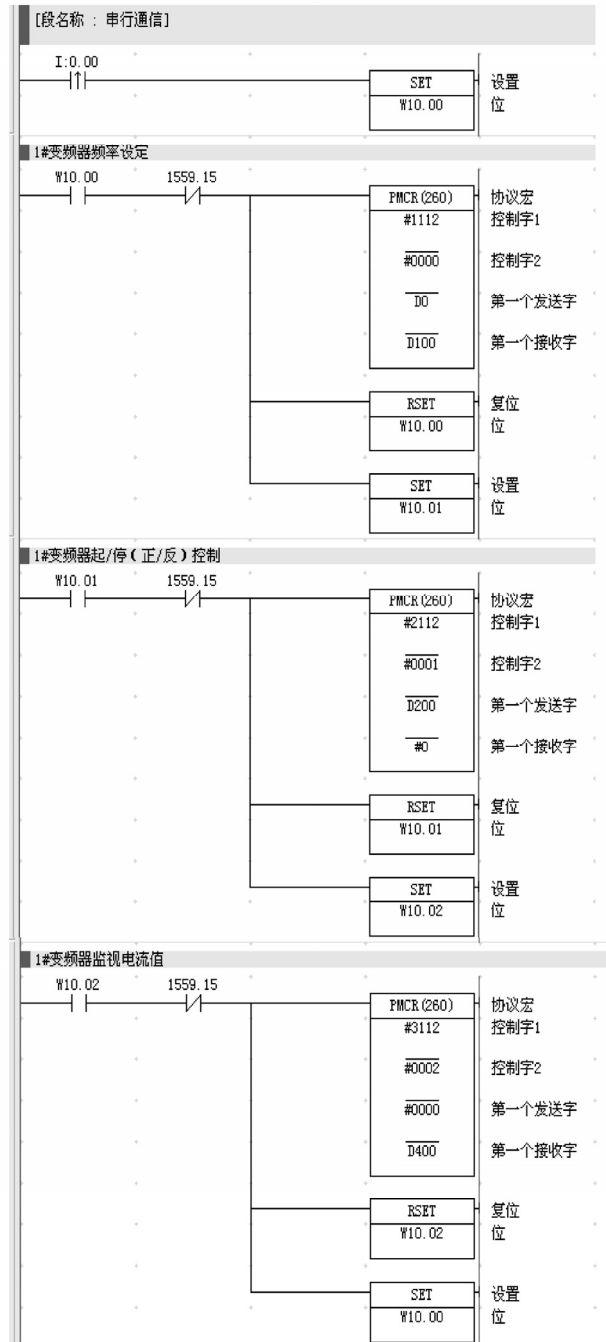 [段名称 : 串行通信]
I:0.00
SET 设置
W10.00 位
1#变频器频率设定
W10.00 1559.15
PMCR(260) 协议宏
#1112 控制字1
#0000 控制字2
D0 第一个发送字
D100 第一个接收字
RSET 复位
W10.00 位
SET 设置
W10.01 位
1#变频器起/停(正/反)控制
W10.01 1559.15
PMCR(260) 协议宏
#2112 控制字1
#0001 控制字2
D200 第一个发送字
#0 第一个接收字
RSET 复位
W10.01 位
SET 设置
W10.02 位
1#变频器监视电流值
W10.02 1559.15
PMCR(260) 协议宏
#3112 控制字1
#0002 控制字2
#0000 第一个发送字
D400 第一个接收字
RSET 复位
W10.02 位
SET 设置
W10.00 位